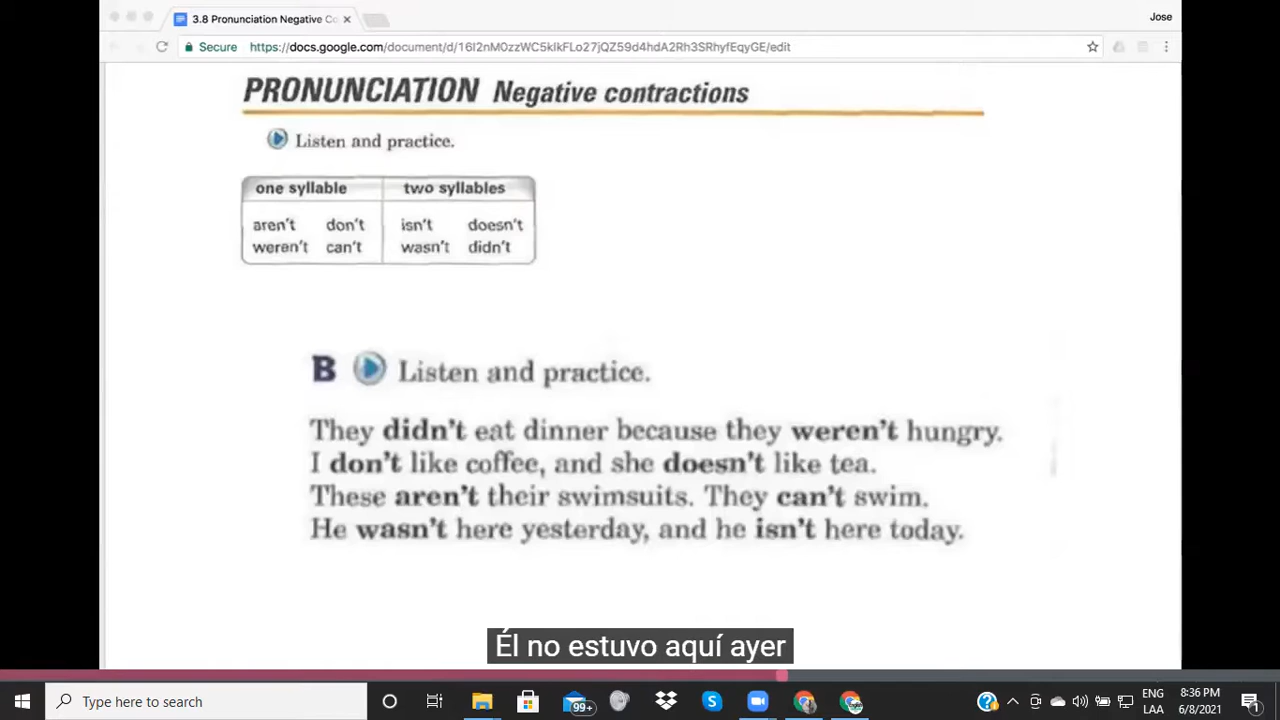 3.8 Pronunciation Negative Co
Jose
Secure https://docs.google.com/document/d/16I2nM0zzWC5kIkFLo27jQZ59d4hdA2Rh3SRhyfEqyGE/edit
PRONUNCIATION Negative contractions
Listen and practice.
one syllable two syllables
aren't don't isn't doesn't
weren't can't wasn't didn't
B Listen and practice.
They didn't eat dinner because they weren't hungry.
I don't like coffee, and she doesn't like tea.
These aren't their swimsuits. They can't swim.
He wasn't here yesterday, and he isn't here today.
Él no estuvo aquí ayer
Type here to search
99+
ENG 8:36 PM
LAA 6/8/2021
1